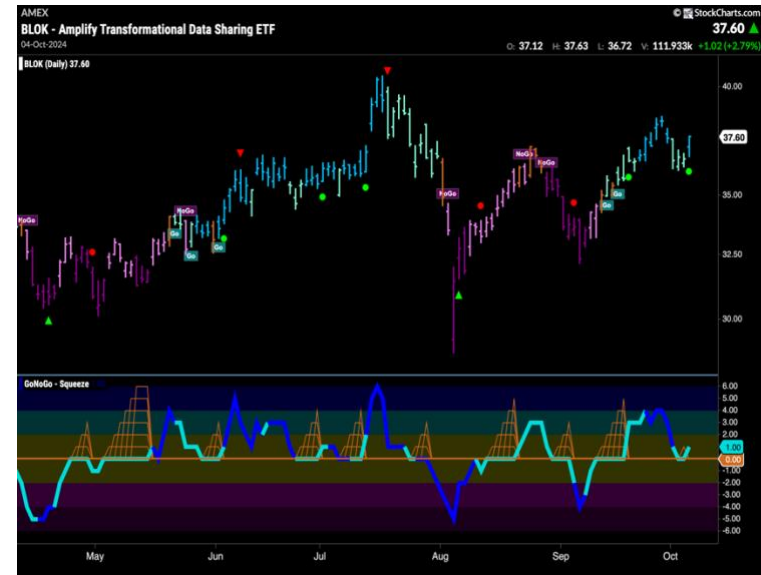 AMEX
© StockCharts.com
BLOK - Amplify Transformational Data Sharing ETF
37.60
04-Oct-2024
O: 37.12 H: 37.63 L: 36.72 V: 111.933k +1.02 (+2.79%)
BLOK (Daily) 37.60
40.00
37.60
NoGo
NoGo
NoGo
NoGo
NoGo
35.00
Go
Go
Go
Go
Go
32.50
30.00
GoNoGo - Squeeze
6.00
5.00
4.00
3.00
2.00
1.00
0.00
-1.00
-2.00
-3.00
-4.00
-5.00
-6.00
May Jun Jul Aug Sep Oct